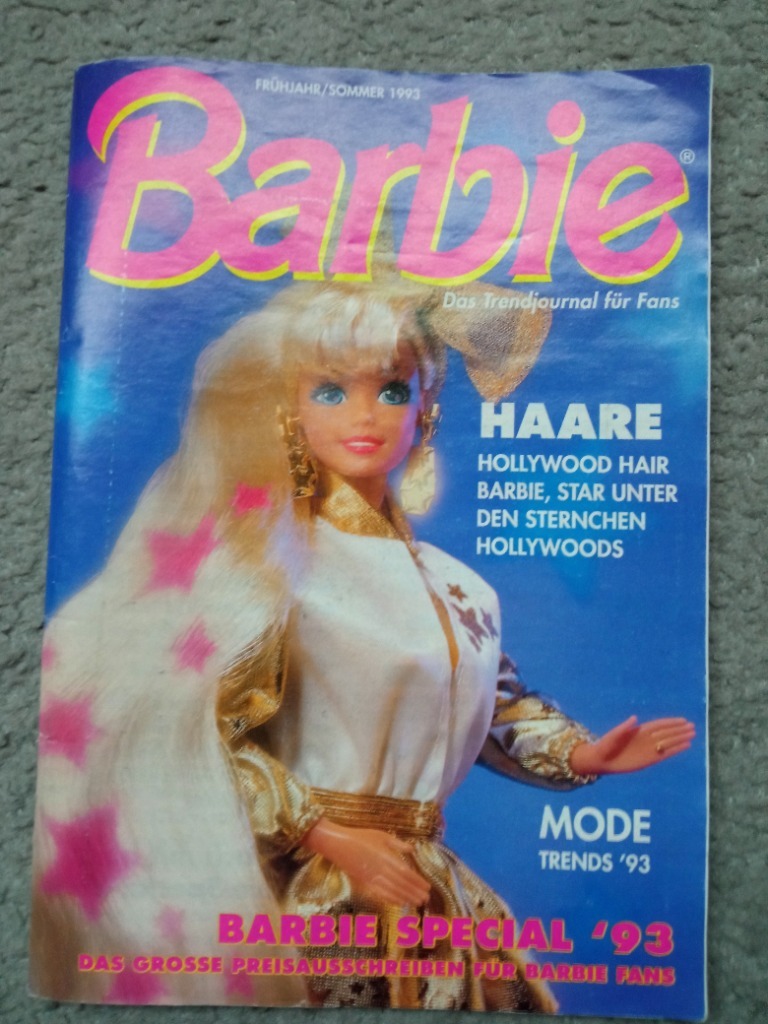 FRÜHJAHR/SOMMER 1993
Barbie®
Das Trendjournal für Fans
HAARE
HOLLYWOOD HAIR
BARBIE, STAR UNTER
DEN STERNCHEN
HOLLYWOODS
MODE
TRENDS '93
BARBIE SPECIAL '93
DAS GROSSE PREISAUSSCHREIBEN FÜR BARBIE FANS